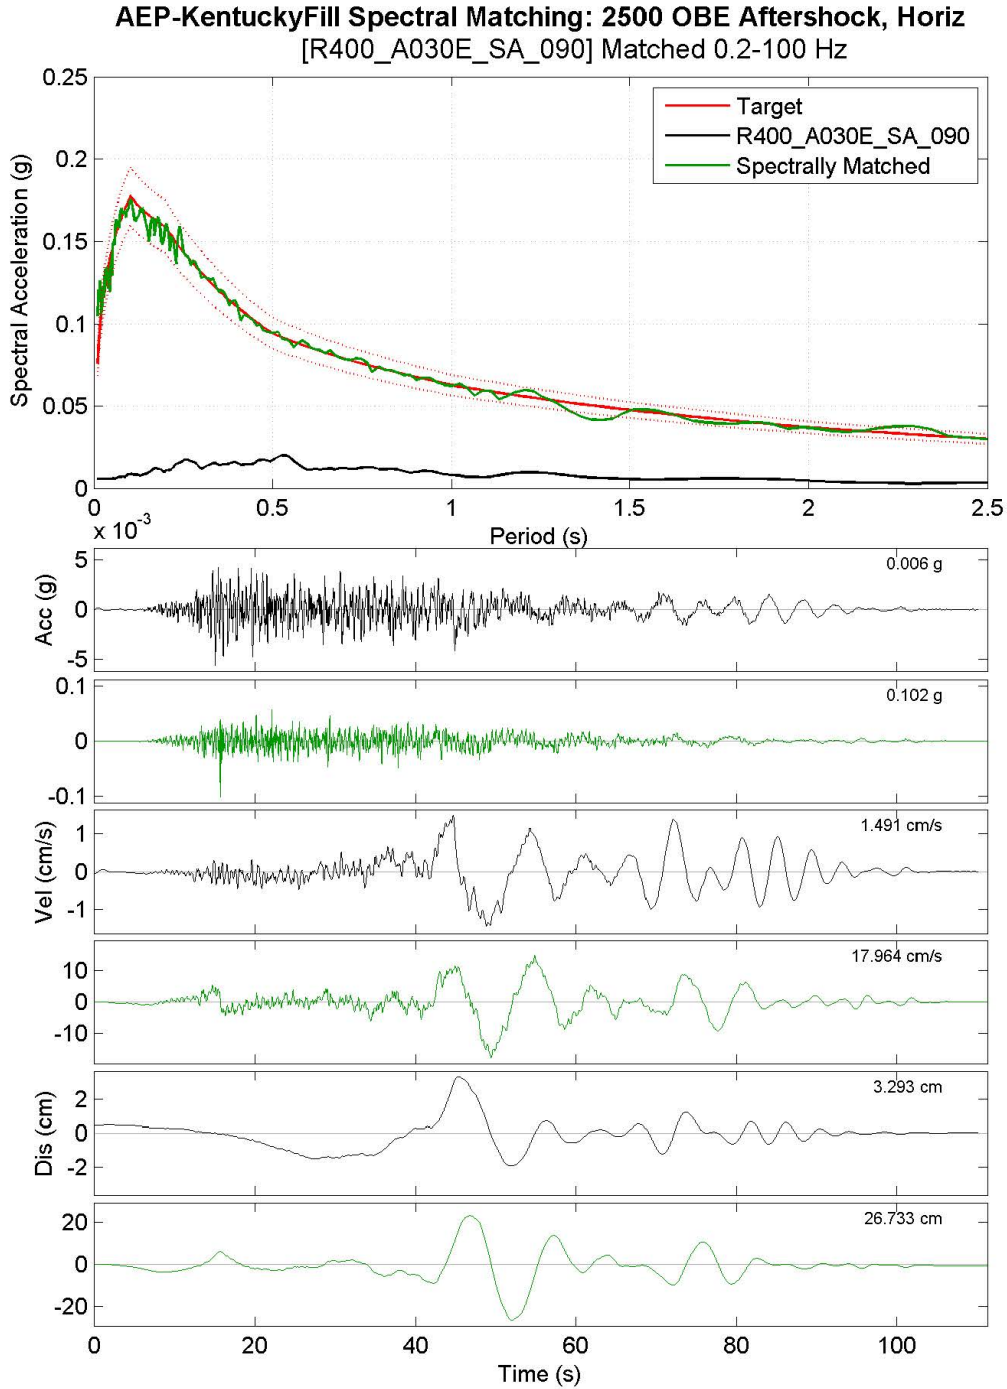 AEP-KentuckyFill Spectral Matching: 2500 OBE Aftershock, Horiz
[R400_A030E_SA_090] Matched 0.2-100 Hz
Spectral Acceleration (g)
0.25
0.2
0.15
0.1
0.05
0
Target
R400_A030E_SA_090
Spectrally Matched
0 0.5 1 1.5 2 2.5
Period (s)
x 10^-3
Acc (g)
5
0
-5
0.006 g
0.1
0
-0.1
0.102 g
Vel (cm/s)
1
0
-1
1.491 cm/s
10
0
-10
17.964 cm/s
Dis (cm)
2
0
-2
3.293 cm
20
0
-20
26.733 cm
0 20 40 60 80 100
Time (s)